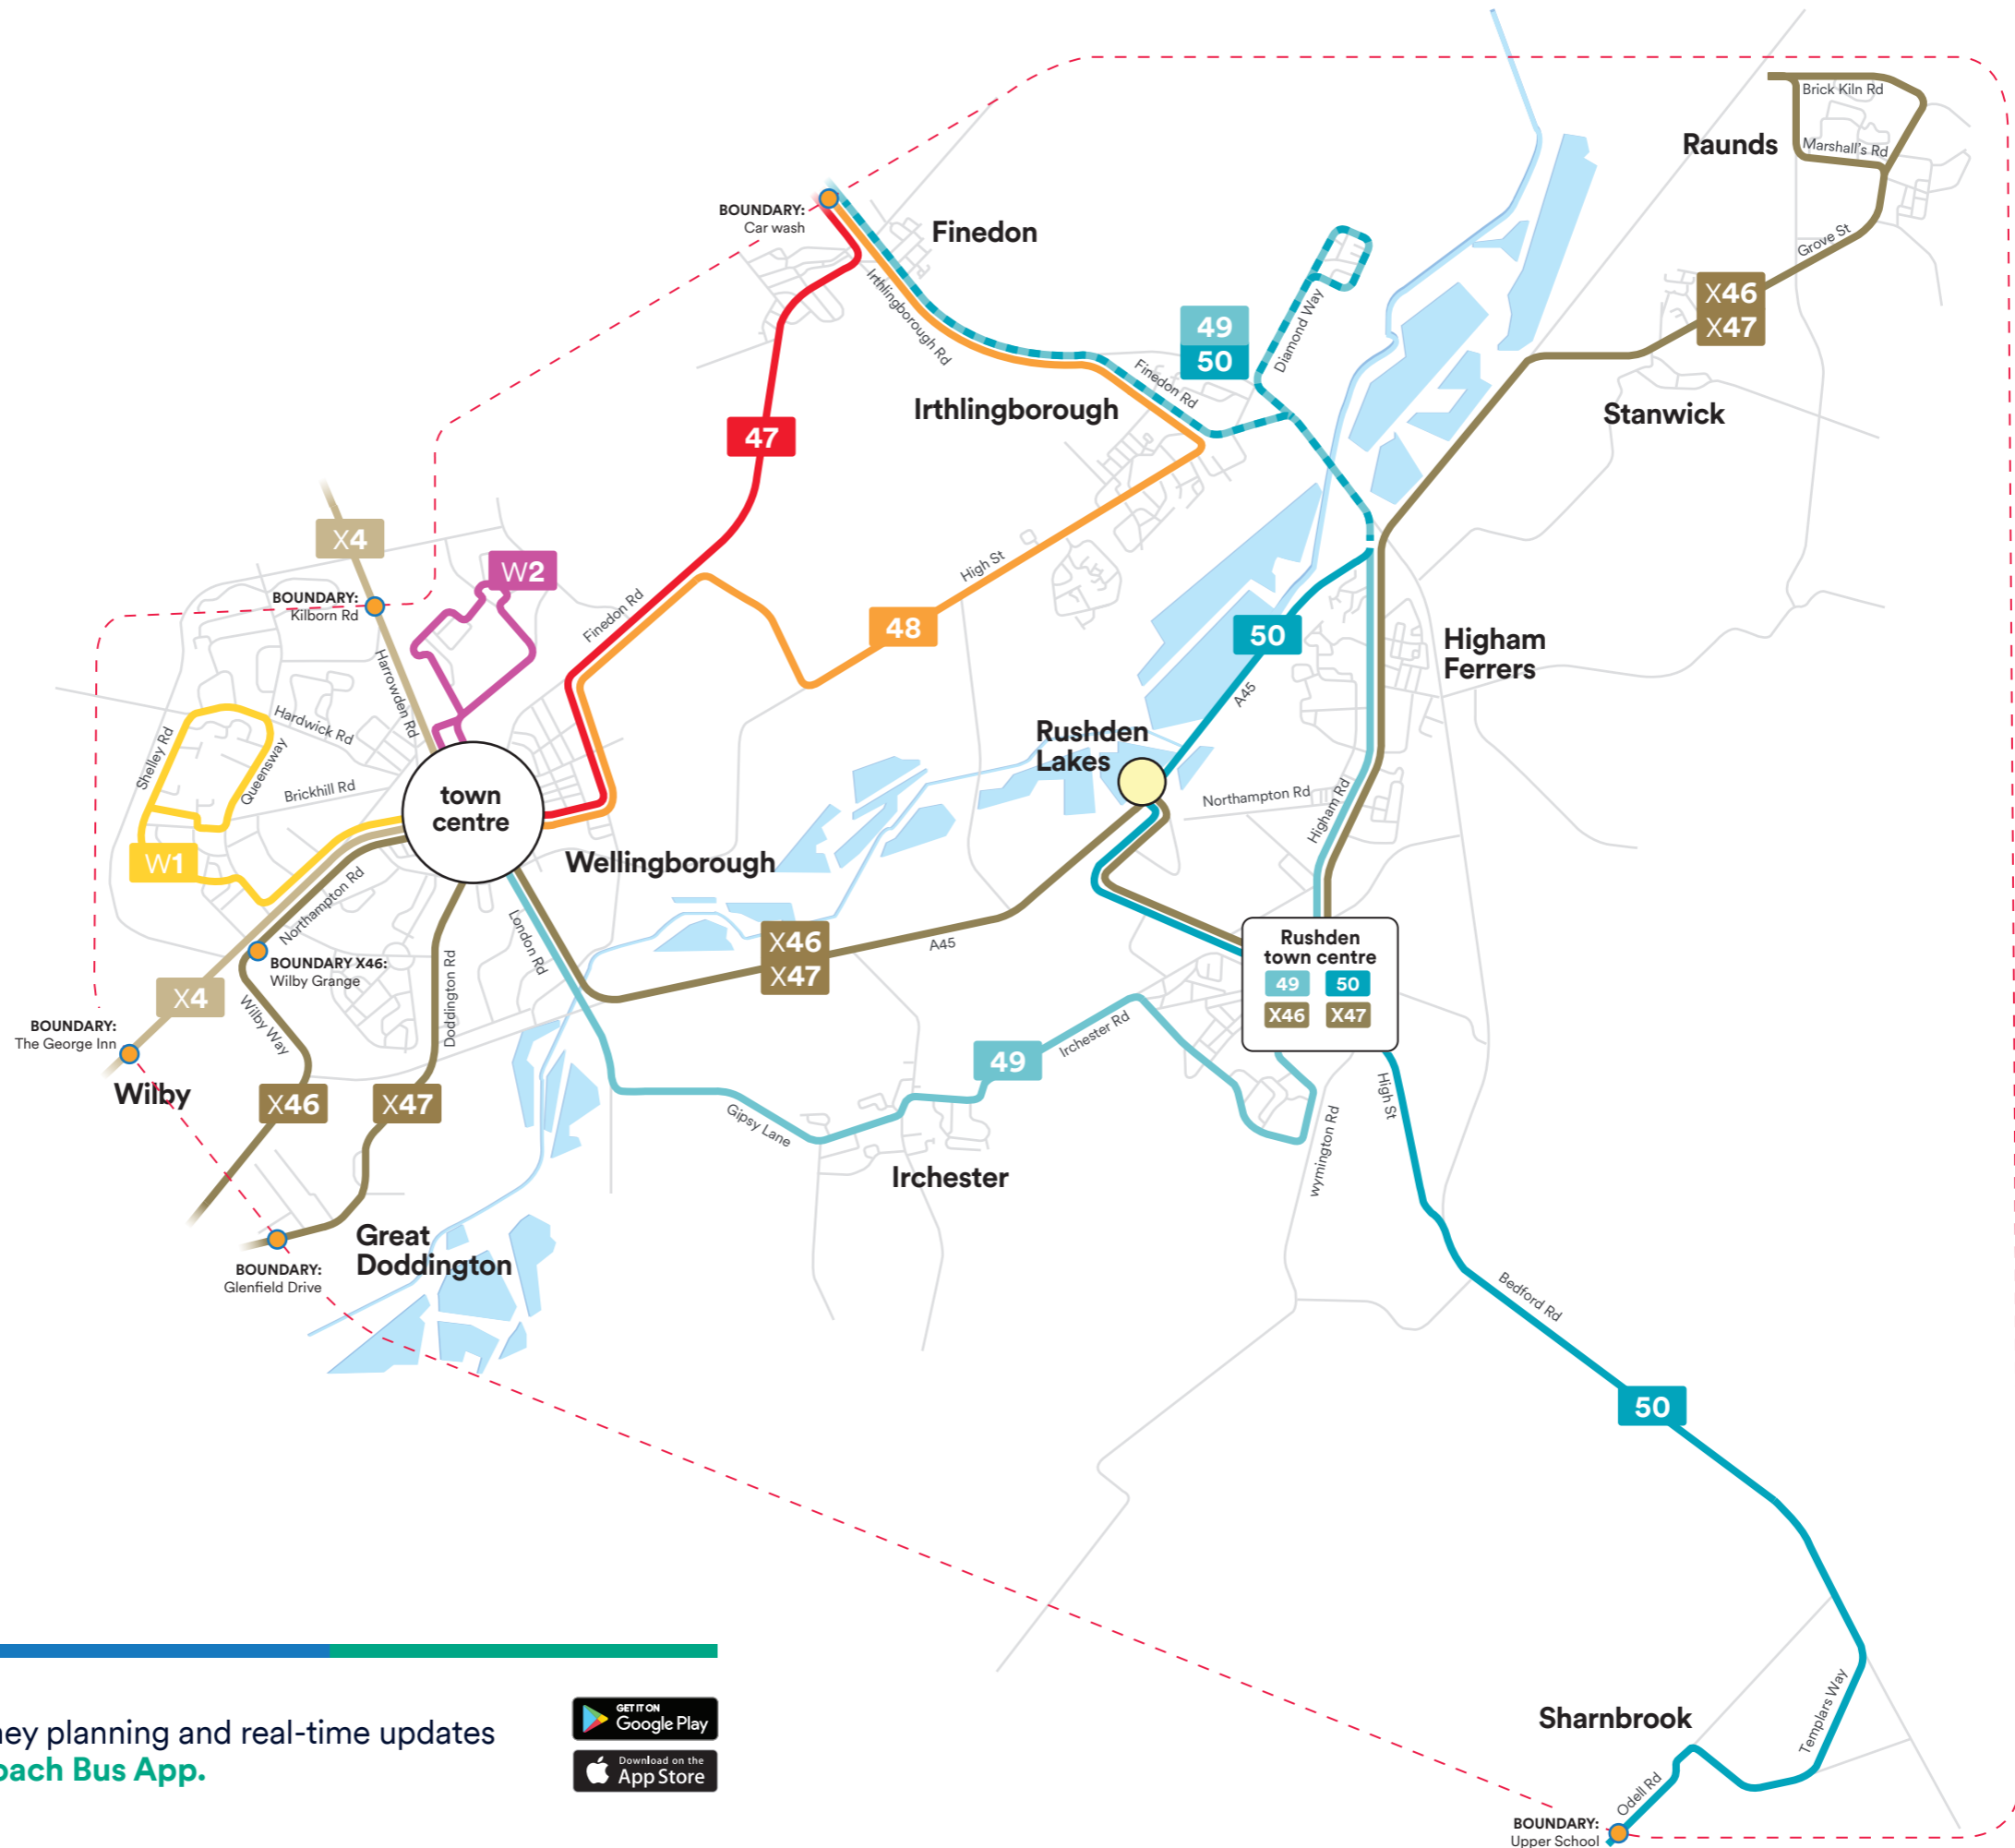 Brick Kiln Rd
Raunds
Marshall's Rd
BOUNDARY:
Car wash
Finedon
Grove St
X46
X47
Irthlingborough Rd
49
50
Diamond Way
Finedon Rd
Irthlingborough
Stanwick
47
X4
W2
High St
BOUNDARY:
Kilborn Rd
Finedon Rd
48
50
Higham
Ferrers
Harrowden Rd
A45
Hardwick Rd
Shelley Rd
Queensway
Brickhill Rd
Rushden
Lakes
town
centre
Northampton Rd
Higham Rd
W1
Wellingborough
Northampton Rd
London Rd
X46
X47
A45
Rushden
town centre
49
50
X46
X47
BOUNDARY X46:
Wilby Grange
Doddington Rd
X4
Wilby Way
BOUNDARY:
The George Inn
Wilby
X46
X47
49
Irchester Rd
Gipsy Lane
High St
wymington Rd
Irchester
Great
Doddington
BOUNDARY:
Glenfield Drive
Bedford Rd
50
Sharnbrook
Templars Way
Odell Rd
BOUNDARY:
Upper School
ney planning and real-time updates
oach Bus App.
GET IT ON
Google Play
Download on the
App Store